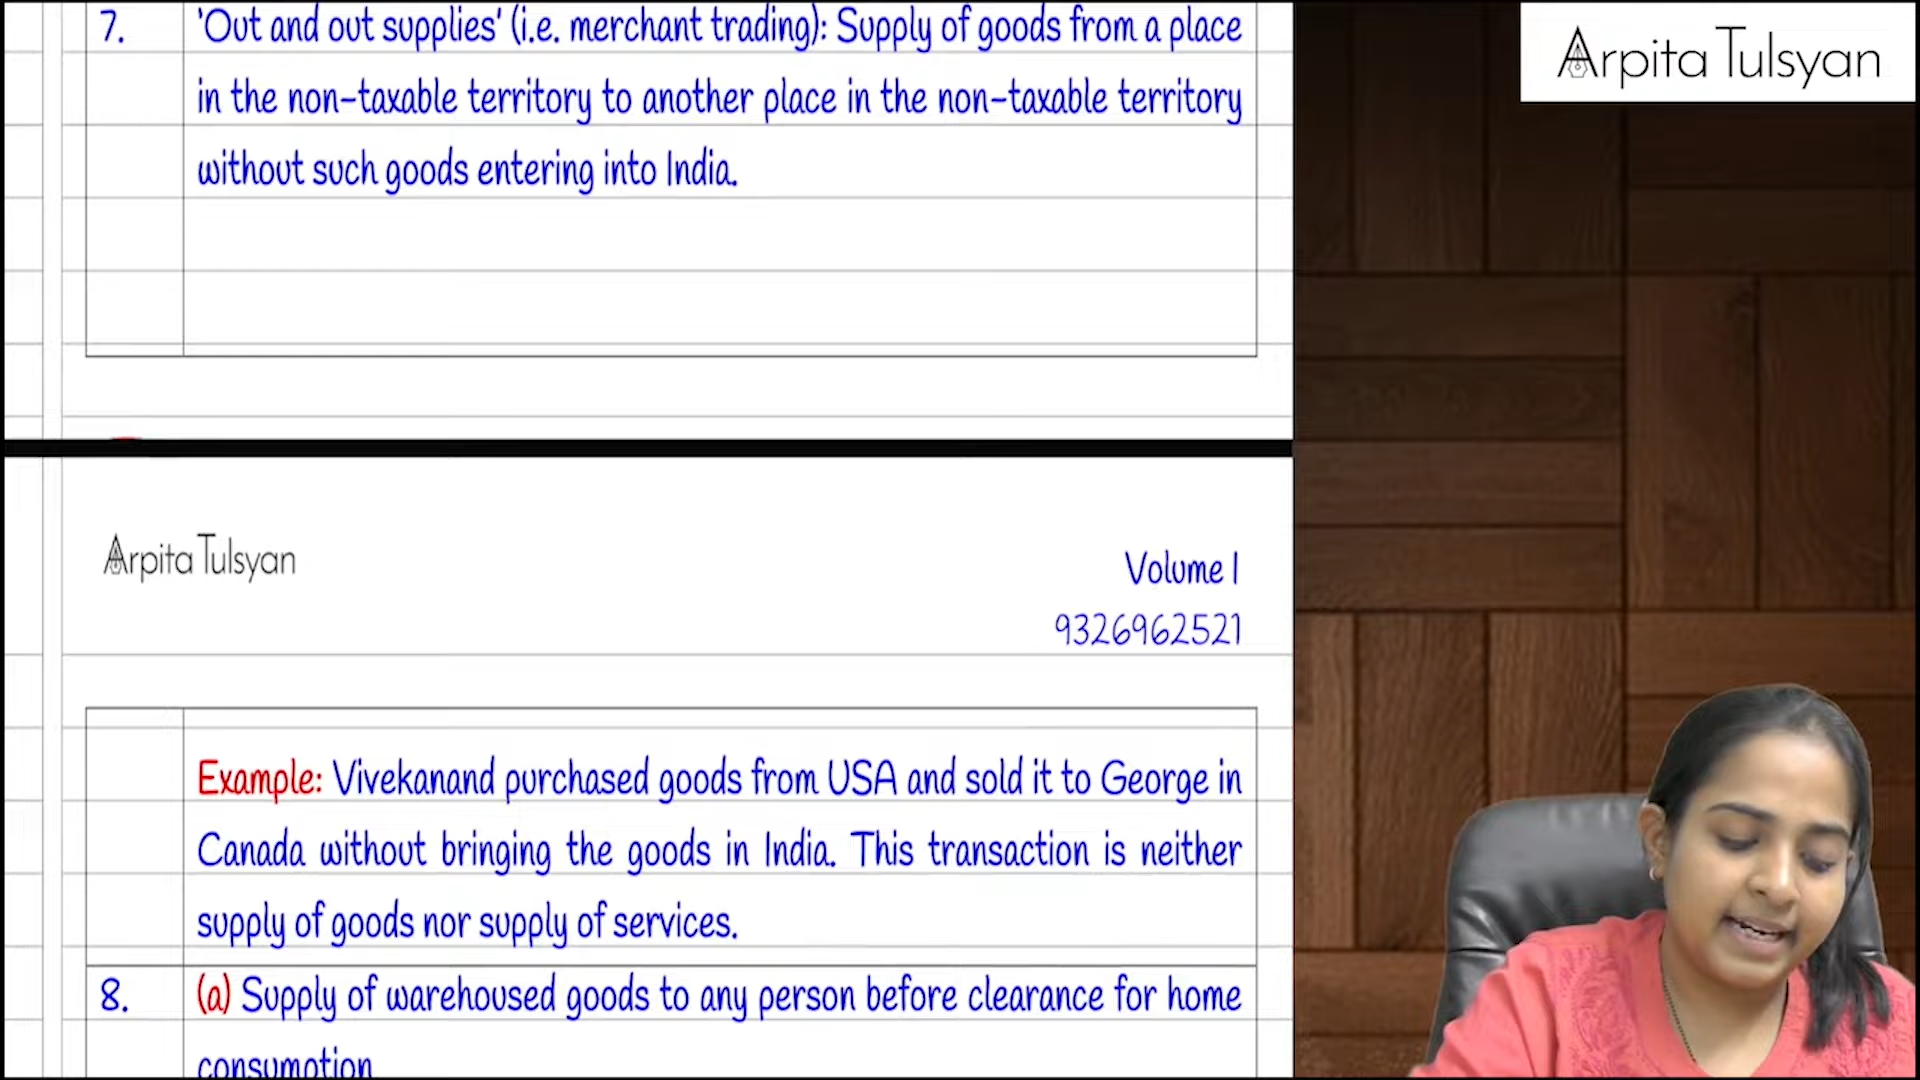 Arpita Tulsyan
7. 'Out and out supplies' (i.e. merchant trading): Supply of goods from a place
in the non-taxable territory to another place in the non-taxable territory
without such goods entering into India.
Arpita Tulsyan
Volume I
9326962521
Example: Vivekanand purchased goods from USA and sold it to George in
Canada without bringing the goods in India. This transaction is neither
supply of goods nor supply of services.
8. (a) Supply of warehoused goods to any person before clearance for home
consumption